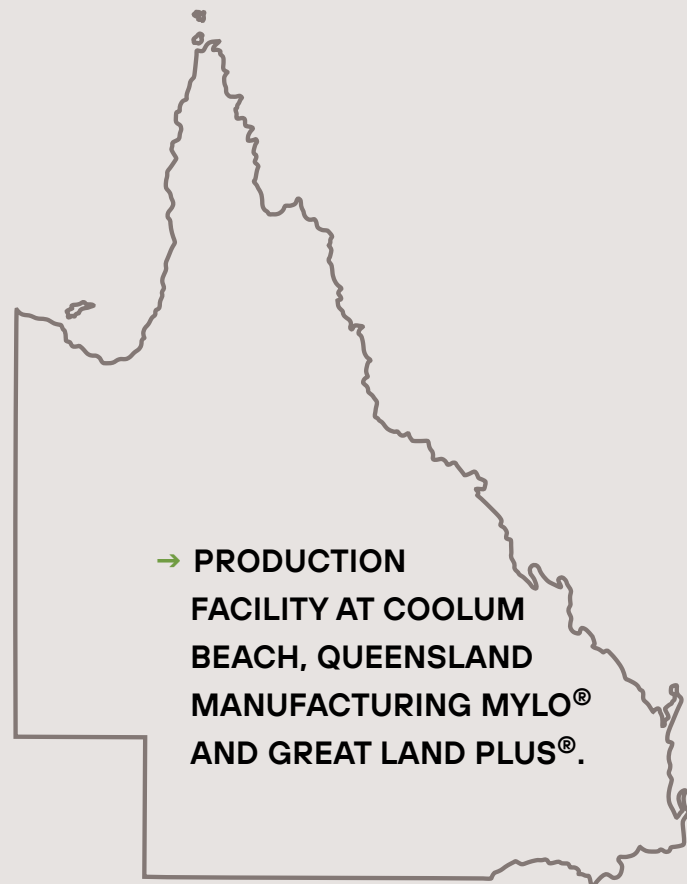 → PRODUCTION
FACILITY AT COOLUM
BEACH, QUEENSLAND
MANUFACTURING MYLO®
AND GREAT LAND PLUS®.